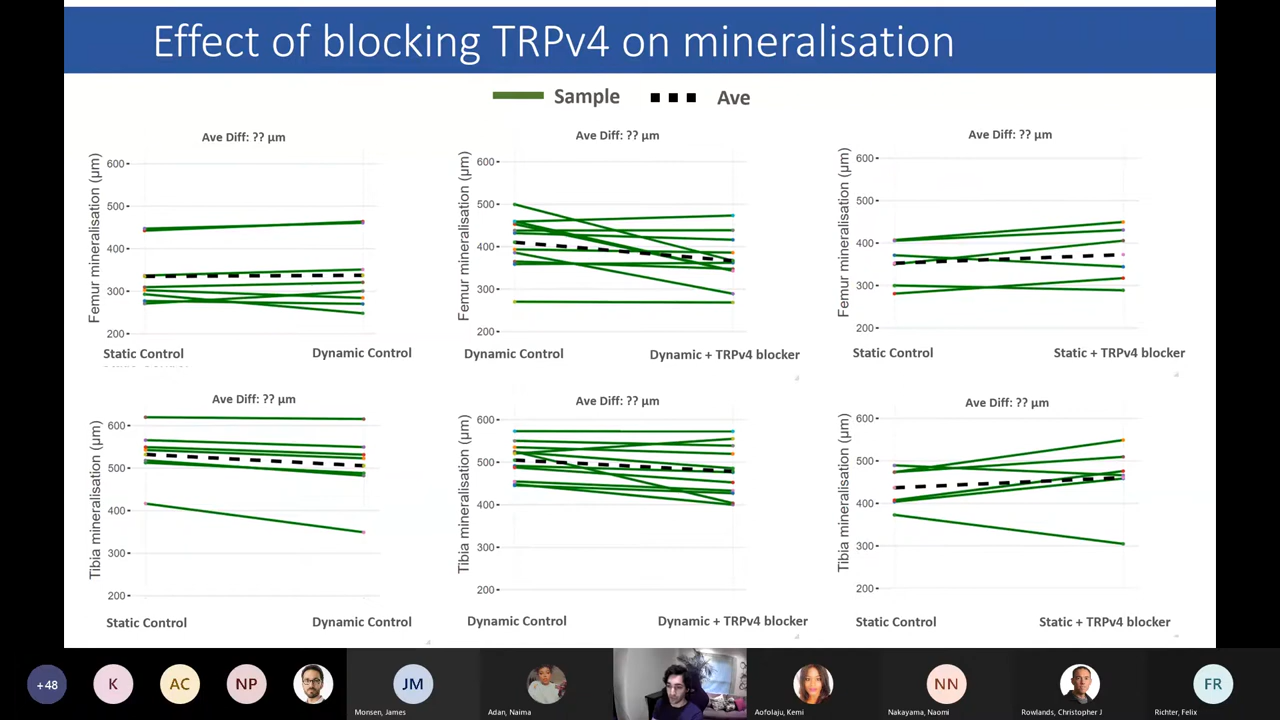 Effect of blocking TRPv4 on mineralisation
Sample Ave
Ave Diff: ?? µm
Femur mineralisation (µm)
600
500
400
300
200
Static Control Dynamic Control
Ave Diff: ?? µm
Femur mineralisation (µm)
600
500
400
300
200
Dynamic Control Dynamic + TRPv4 blocker
Ave Diff: ?? µm
Femur mineralisation (µm)
600
500
400
300
200
Static Control Static + TRPv4 blocker
Ave Diff: ?? µm
Tibia mineralisation (µm)
600
500
400
300
200
Static Control Dynamic Control
Ave Diff: ?? µm
Tibia mineralisation (µm)
600
500
400
300
200
Dynamic Control Dynamic + TRPv4 blocker
Ave Diff: ?? µm
Tibia mineralisation (µm)
600
500
400
300
200
Static Control Static + TRPv4 blocker
+48 K AC NP JM NN FR
Monsen, James Adan, Naima Aofolaju, Kemi Nakayama, Naomi Rowlands, Christopher J Richter, Felix